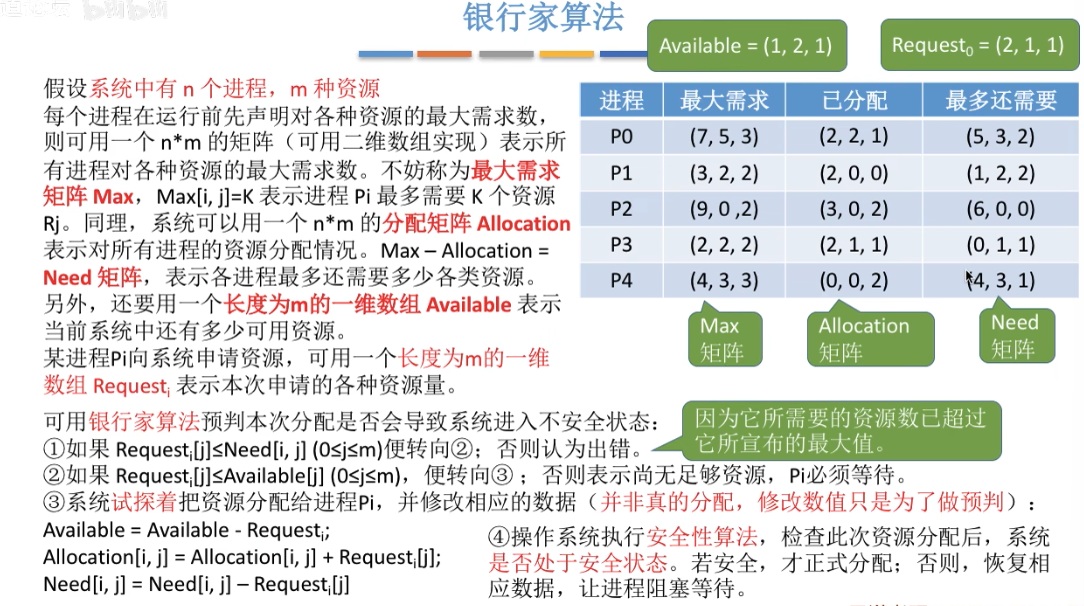 银行家算法
Available = (1, 2, 1)
Request0 = (2, 1, 1)
假设系统中有 n 个进程，m 种资源
每个进程在运行前先声明对各种资源的最大需求数，
则可用一个 n*m 的矩阵（可用二维数组实现）表示所
有进程对各种资源的最大需求数。不妨称为最大需求
矩阵 Max，Max[i, j]=K 表示进程 Pi 最多需要 K 个资源
Rj。同理，系统可以用一个 n*m 的分配矩阵 Allocation
表示对所有进程的资源分配情况。Max – Allocation =
Need 矩阵，表示各进程最多还需要多少各类资源。
另外，还要用一个长度为m的一维数组 Available 表示
当前系统中还有多少可用资源。
某进程Pi向系统申请资源，可用一个长度为m的一维
数组 Requesti 表示本次申请的各种资源量。
进程 最大需求 已分配 最多还需要
P0 (7, 5, 3) (2, 2, 1) (5, 3, 2)
P1 (3, 2, 2) (2, 0, 0) (1, 2, 2)
P2 (9, 0 ,2) (3, 0, 2) (6, 0, 0)
P3 (2, 2, 2) (2, 1, 1) (0, 1, 1)
P4 (4, 3, 3) (0, 0, 2) (4, 3, 1)
Max
矩阵
Allocation
矩阵
Need
矩阵
可用银行家算法预判本次分配是否会导致系统进入不安全状态：
①如果 Requesti[j]≤Need[i, j] (0≤j≤m)便转向②；否则认为出错。
因为它所需要的资源数已超过
它所宣布的最大值。
②如果 Requesti[j]≤Available[j] (0≤j≤m)，便转向③；否则表示尚无足够资源，Pi必须等待。
③系统试探着把资源分配给进程Pi，并修改相应的数据（并非真的分配，修改数值只是为了做预判）：
Available = Available - Requesti;
Allocation[i, j] = Allocation[i, j] + Requesti[j];
Need[i, j] = Need[i, j] – Requesti[j]
④操作系统执行安全性算法，检查此次资源分配后，系统
是否处于安全状态。若安全，才正式分配；否则，恢复相
应数据，让进程阻塞等待。